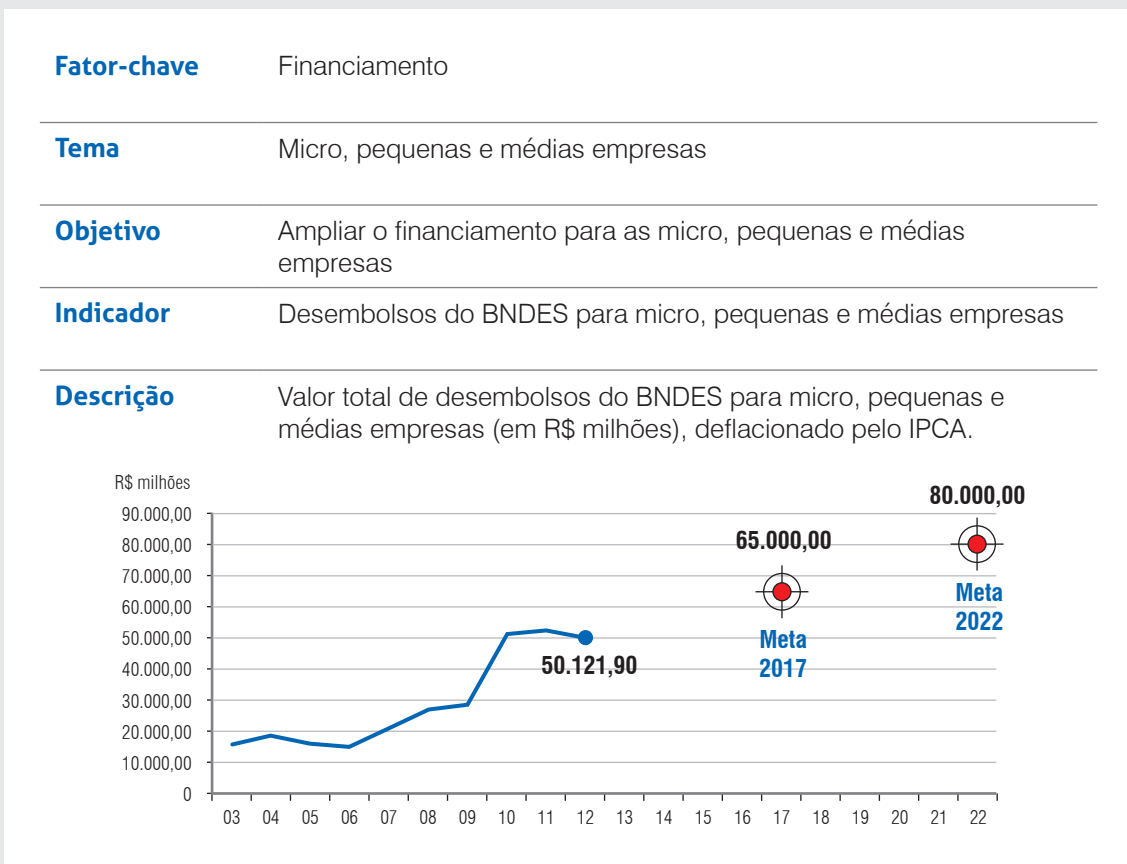 Fator-chave Financiamento
Tema Micro, pequenas e médias empresas
Objetivo Ampliar o financiamento para as micro, pequenas e médias
empresas
Indicador Desembolsos do BNDES para micro, pequenas e médias empresas
Descrição Valor total de desembolsos do BNDES para micro, pequenas e
médias empresas (em R$ milhões), deflacionado pelo IPCA.
R$ milhões
90.000,00
80.000,00
70.000,00
60.000,00
50.000,00
40.000,00
30.000,00
20.000,00
10.000,00
0
50.121,90
65.000,00
Meta
2017
80.000,00
Meta
2022
03 04 05 06 07 08 09 10 11 12 13 14 15 16 17 18 19 20 21 22